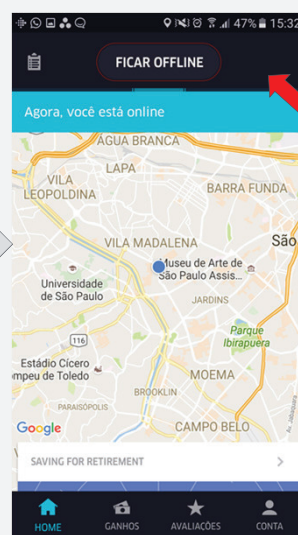 47% 15:32
FICAR OFFLINE
Agora, você está online
ÁGUA BRANCA
LAPA
VILA
LEOPOLDINA
BARRA FUNDA
VILA MADALENA
São
Museu de Arte de
São Paulo Assis...
Universidade
de São Paulo
JARDINS
Parque
Ibirapuera
116
Estádio Cícero
mpeu de Toledo
MOEMA
BROOKLIN
PARAISÓPOLIS
CAMPO BELO
Google
SAVING FOR RETIREMENT
HOME
GANHOS
AVALIAÇÕES
CONTA